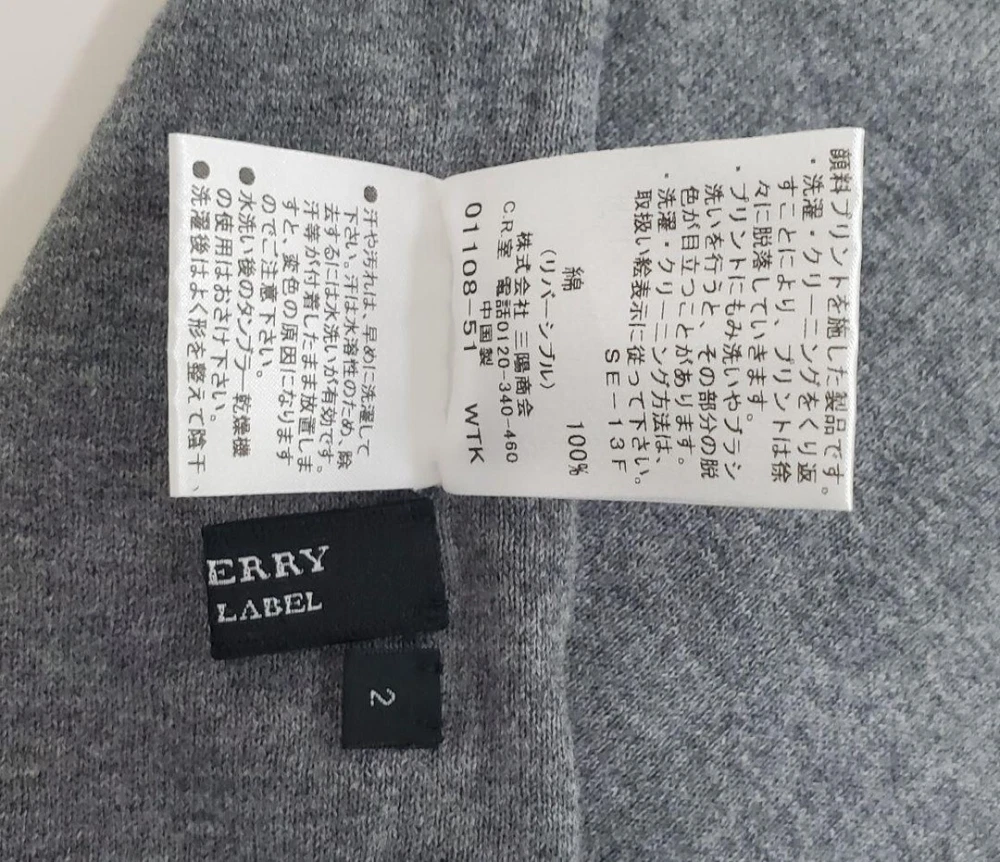 顔料プリントを施した製品です。
・洗濯・クリーニングをくり返
すことにより、プリントは徐
々に脱落していきます。
・プリントにもみ洗いやブラシ
洗いを行うと、その部分の脱
色が目立つことがあります。
・洗濯・クリーニング方法は、
取扱い絵表示に従って下さい。
SE-13F
綿 100%
(リバーシブル)
株式会社 三陽商会
C.R.室 電話0120-340-460
中国製
01108-51 WTK
●汗や汚れは、早めに洗濯して
下さい。汗は水溶性のため、除
去するには水洗いが有効です。
汗等が付着したまま放置しま
すと、変色の原因になります
のでご注意下さい。
●水洗い後のタンブラー乾燥機
の使用はおさけ下さい。
●洗濯後はよく形を整えて陰干
ERRY
LABEL
2